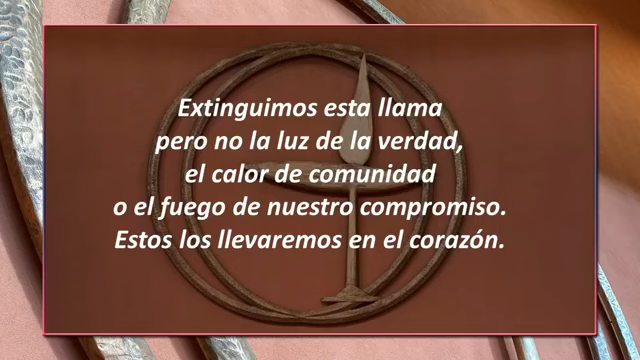 Extinguimos esta llama
pero no la luz de la verdad,
el calor de comunidad
o el fuego de nuestro compromiso.
Estos los llevaremos en el corazón.